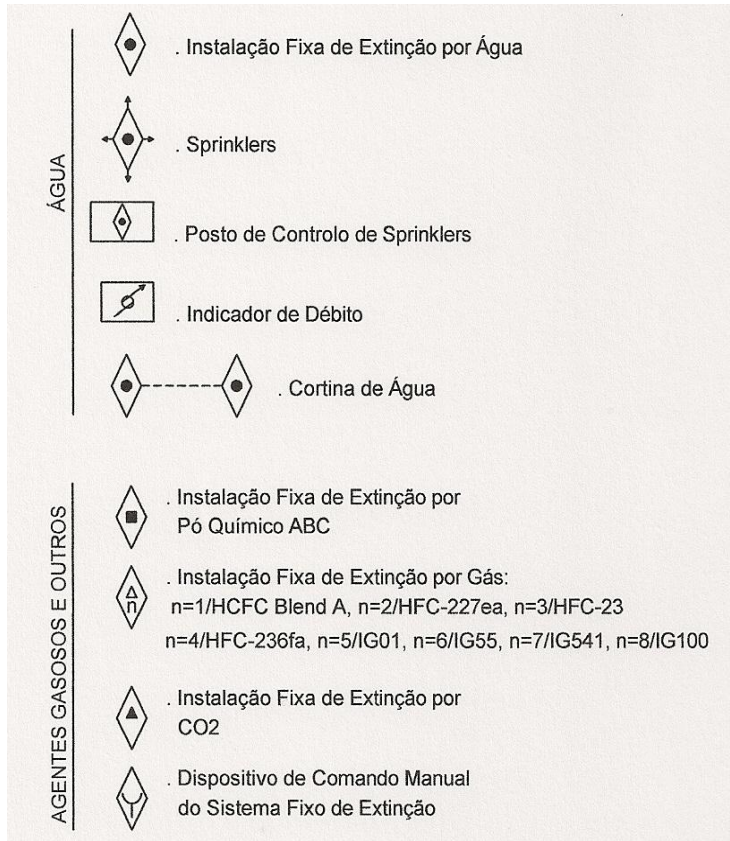 ÁGUA
. Instalação Fixa de Extinção por Água
. Sprinklers
. Posto de Controlo de Sprinklers
. Indicador de Débito
. Cortina de Água
AGENTES GASOSOS E OUTROS
. Instalação Fixa de Extinção por
Pó Químico ABC
n
. Instalação Fixa de Extinção por Gás:
n=1/HCFC Blend A, n=2/HFC-227ea, n=3/HFC-23
n=4/HFC-236fa, n=5/IG01, n=6/IG55, n=7/IG541, n=8/IG100
. Instalação Fixa de Extinção por
CO2
. Dispositivo de Comando Manual
do Sistema Fixo de Extinção